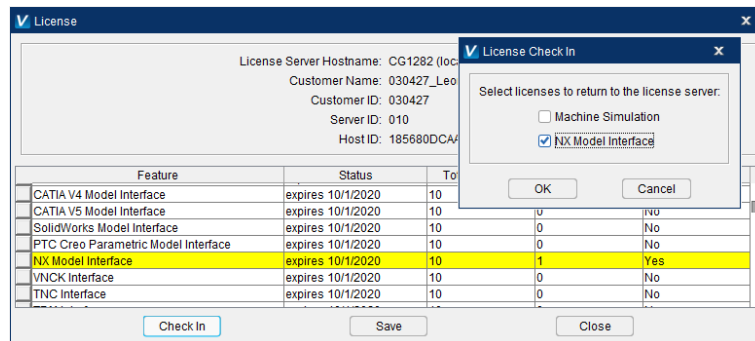 License
License Server Hostname: CG1282 (loc
Customer Name: 030427_Leo
Customer ID: 030427
Server ID: 010
Host ID: 185680DCAA
License Check In
Select licenses to return to the license server:
Machine Simulation
NX Model Interface
OK Cancel
Feature Status To
CATIA V4 Model Interface expires 10/1/2020 10
CATIA V5 Model Interface expires 10/1/2020 10 0 No
SolidWorks Model Interface expires 10/1/2020 10 0 No
PTC Creo Parametric Model Interface expires 10/1/2020 10 0 No
NX Model Interface expires 10/1/2020 10 1 Yes
VNCK Interface expires 10/1/2020 10 0 No
TNC Interface expires 10/1/2020 10 0 No
Check In Save Close